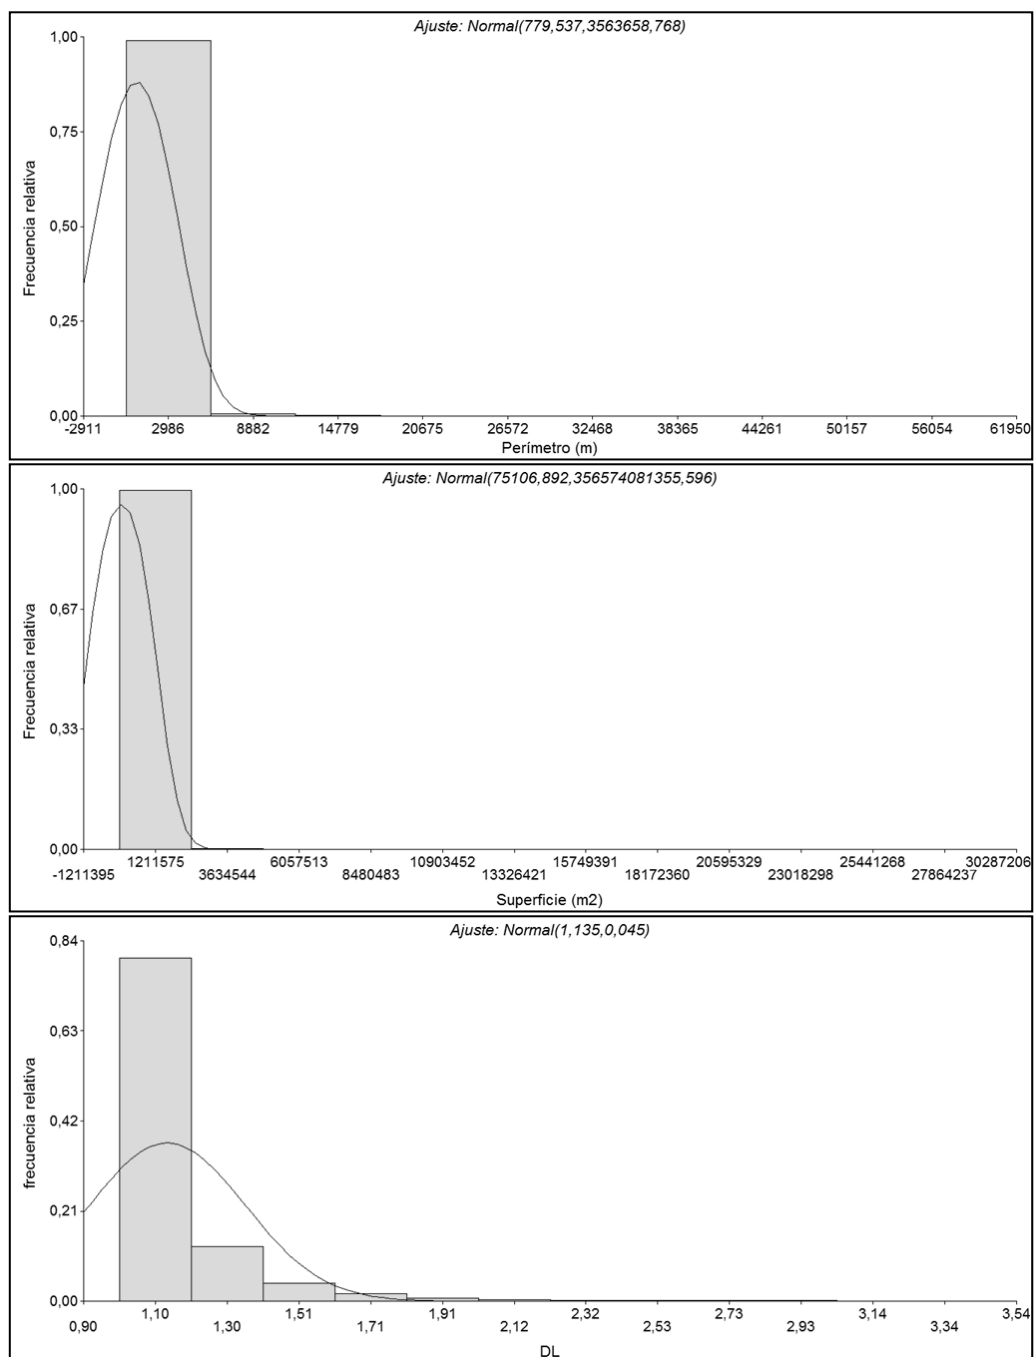 Ajuste: Normal(779,537,3563658,768)
1,00
0,75
0,50
0,25
0,00
Frecuencia relativa
-2911 2986 8882 14779 20675 26572 32468 38365 44261 50157 56054 61950
Perímetro (m)
Ajuste: Normal(75106,892,356574081355,596)
1,00
0,67
0,33
0,00
Frecuencia relativa
1211575 6057513 10903452 15749391 20595329 25441268 30287206
-1211395 3634544 8480483 13326421 18172360 23018298 27864237
Superficie (m2)
Ajuste: Normal(1,135,0,045)
0,84
0,63
0,42
0,21
0,00
frecuencia relativa
1,10 1,51 1,91 2,32 2,73 3,14 3,54
0,90 1,30 1,71 2,12 2,53 2,93 3,34
DL